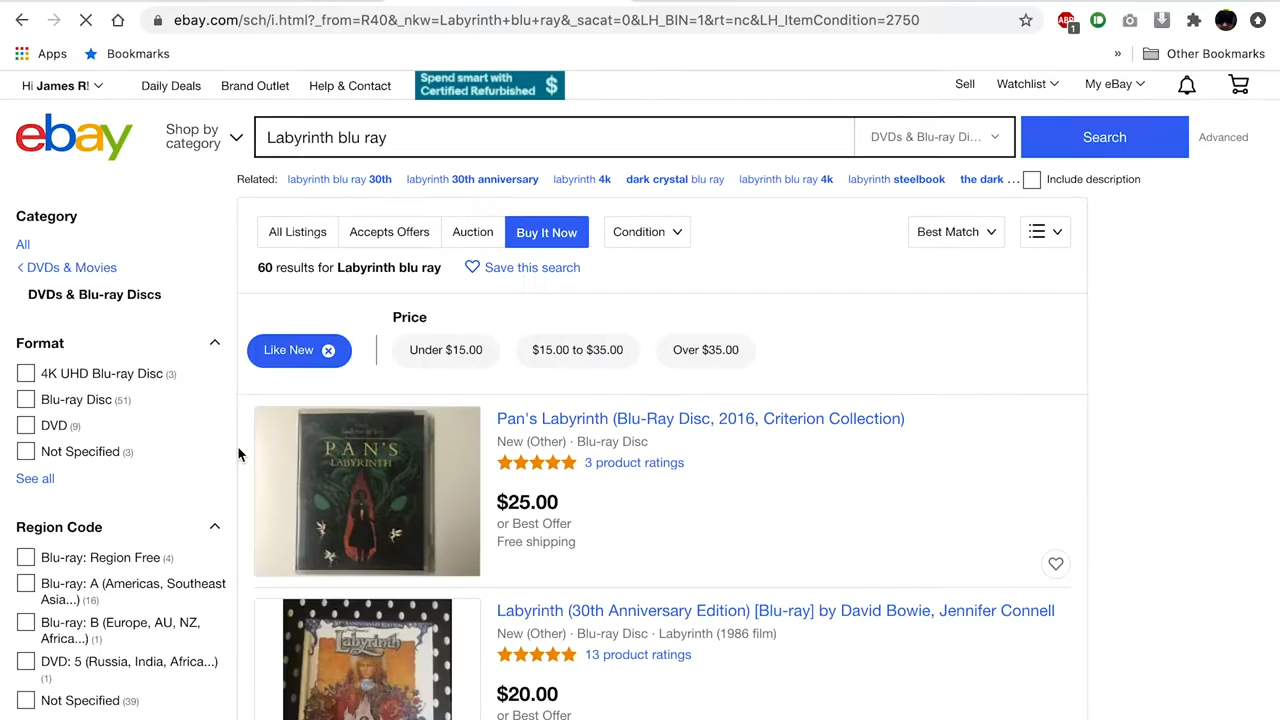 ebay.com/sch/i.html?_from=R40&_nkw=Labyrinth+blu+ray&_sacat=0&LH_BIN=1&rt=nc&LH_ItemCondition=2750
ABP
1
Apps
Bookmarks
»
Other Bookmarks
Hi James R!
Daily Deals
Brand Outlet
Help & Contact
Spend smart with
Certified Refurbished
$
Sell
Watchlist
My eBay
ebay
Shop by
category
Labyrinth blu ray
DVDs & Blu-ray Di...
Search
Advanced
Related:
labyrinth blu ray 30th
labyrinth 30th anniversary
labyrinth 4k
dark crystal blu ray
labyrinth blu ray 4k
labyrinth steelbook
the dark ...
Include description
Category
All
< DVDs & Movies
DVDs & Blu-ray Discs
Format
4K UHD Blu-ray Disc (3)
Blu-ray Disc (51)
DVD (9)
Not Specified (3)
See all
Region Code
Blu-ray: Region Free (4)
Blu-ray: A (Americas, Southeast
Asia...) (16)
Blu-ray: B (Europe, AU, NZ,
Africa...) (1)
DVD: 5 (Russia, India, Africa...)
(1)
Not Specified (39)
All Listings
Accepts Offers
Auction
Buy It Now
Condition
Best Match
60 results for Labyrinth blu ray
Save this search
Price
Like New
Under $15.00
$15.00 to $35.00
Over $35.00
PAN'S
LABYRINTH
Pan's Labyrinth (Blu-Ray Disc, 2016, Criterion Collection)
New (Other) · Blu-ray Disc
3 product ratings
$25.00
or Best Offer
Free shipping
Labyrinth
Labyrinth (30th Anniversary Edition) [Blu-ray] by David Bowie, Jennifer Connell
New (Other) · Blu-ray Disc · Labyrinth (1986 film)
13 product ratings
$20.00
or Best Offer